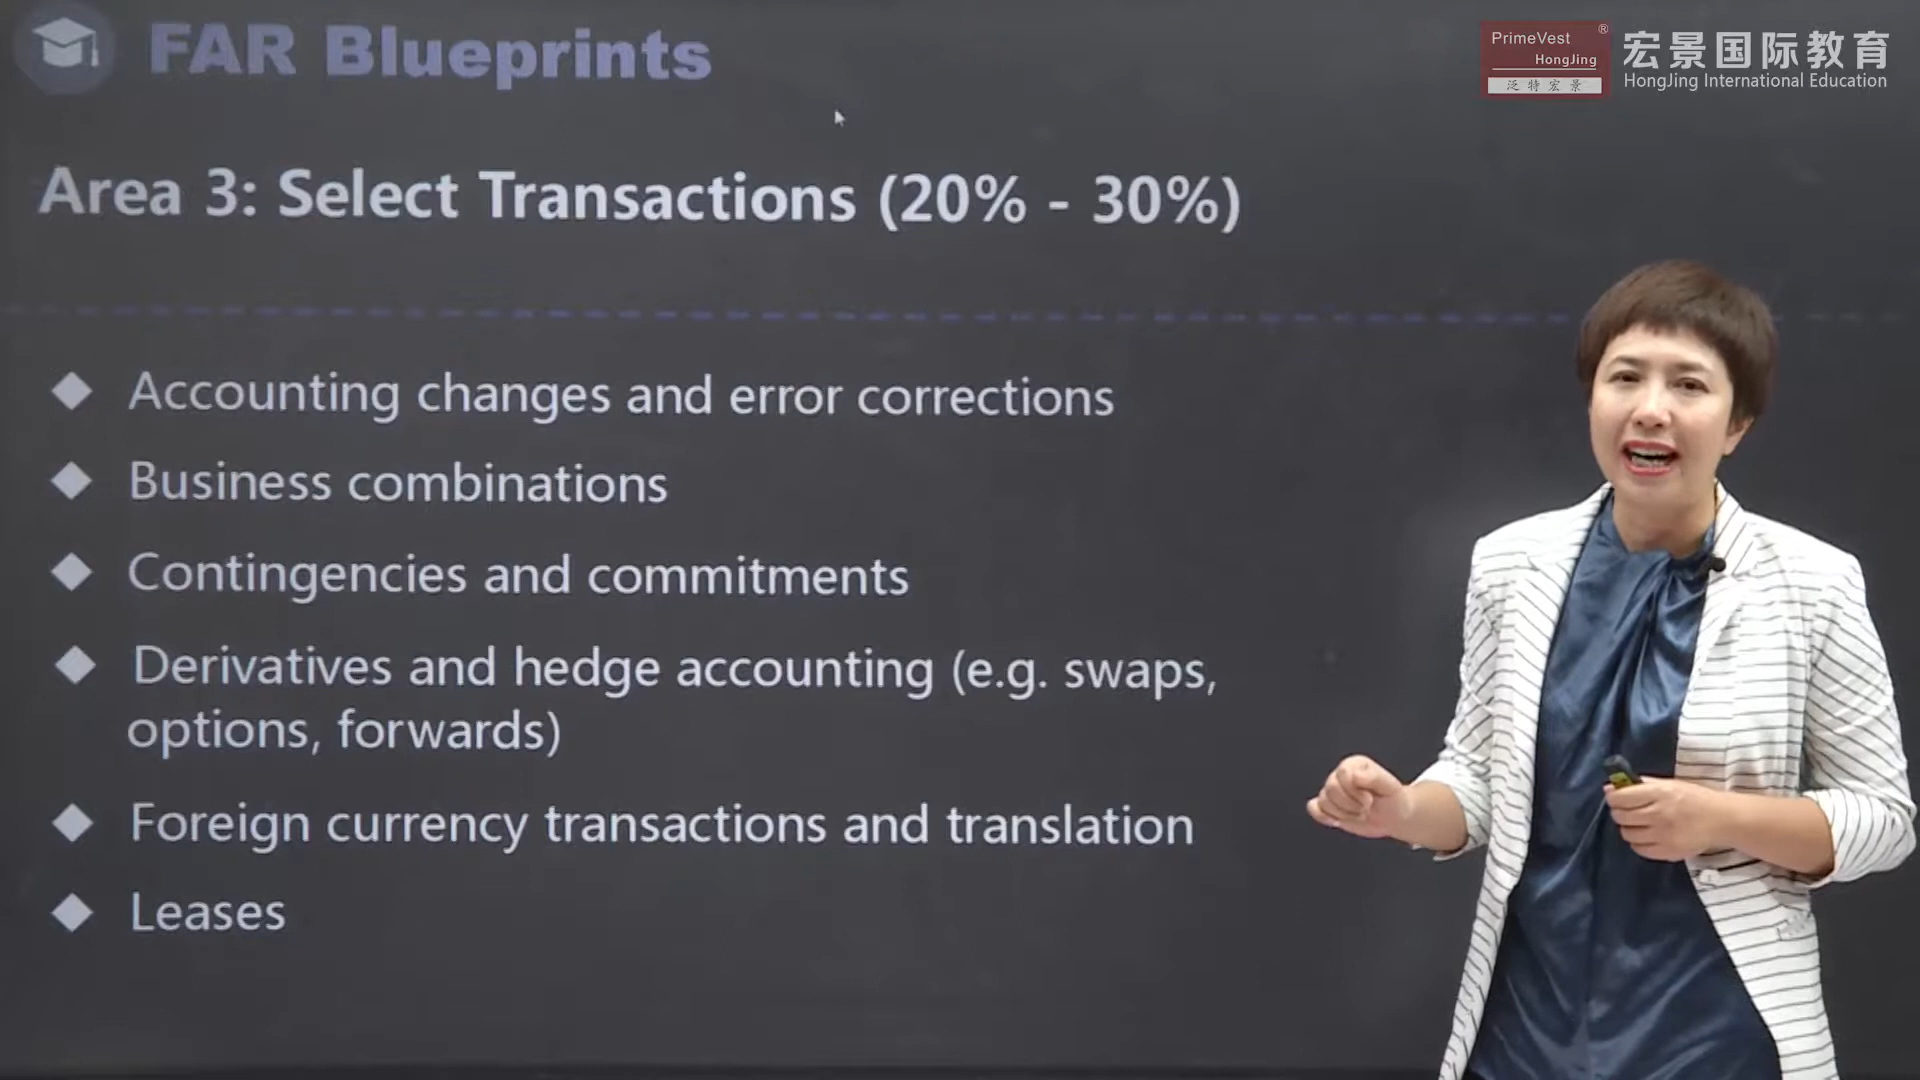 FAR Blueprints
PrimeVest ®
HongJing
泛特宏景
宏景国际教育
HongJing International Education
Area 3: Select Transactions (20% - 30%)
Accounting changes and error corrections
Business combinations
Contingencies and commitments
Derivatives and hedge accounting (e.g. swaps,
options, forwards)
Foreign currency transactions and translation
Leases